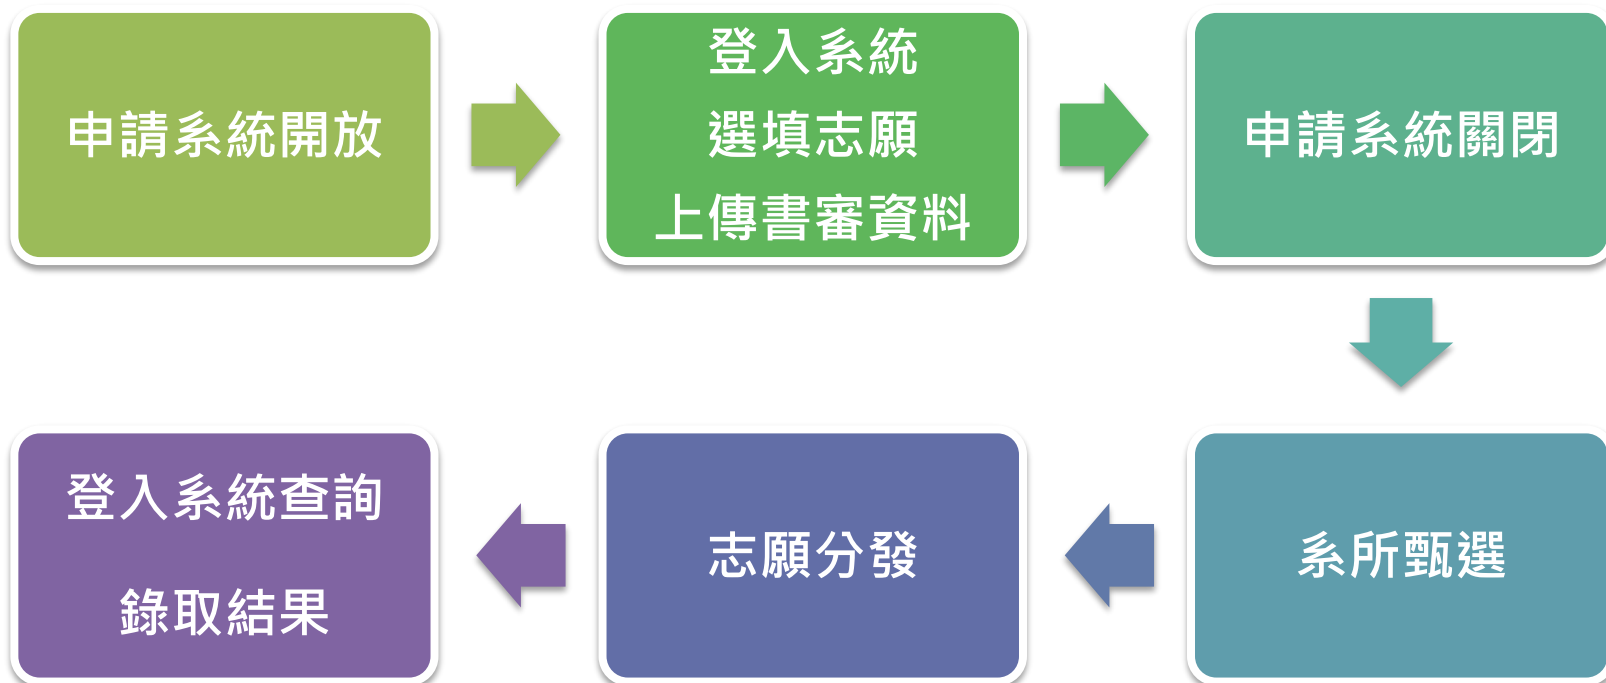 申請系統開放
登入系統
選填志願
上傳書審資料
申請系統關閉
系所甄選
志願分發
登入系統查詢
錄取結果